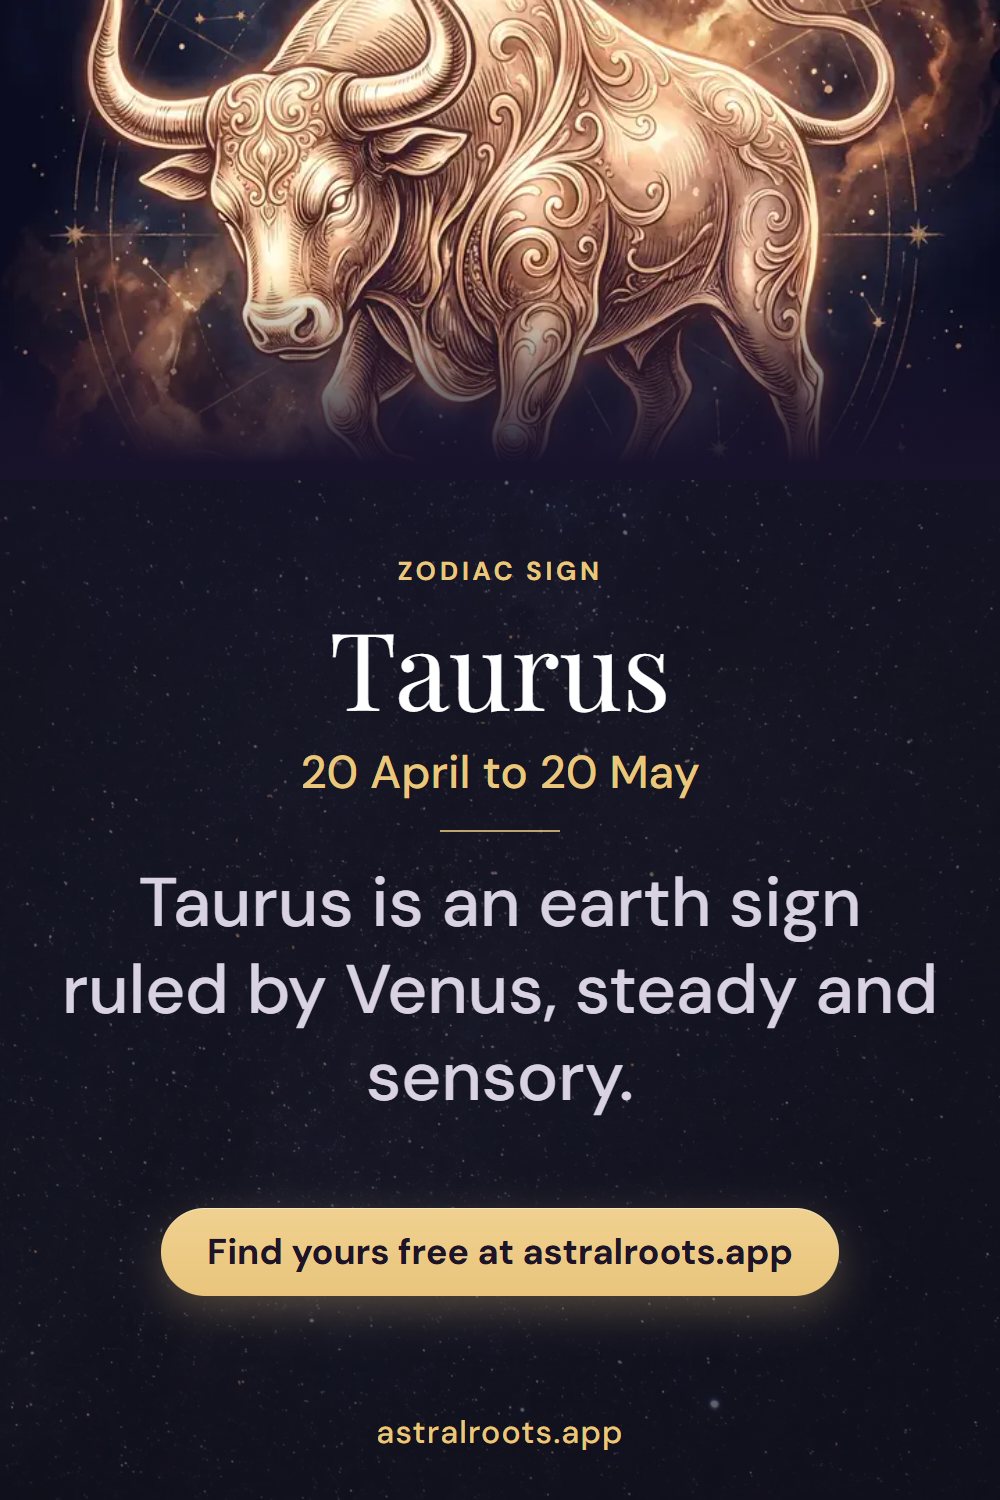 ZODIAC SIGN
Taurus
20 April to 20 May
Taurus is an earth sign
ruled by Venus, steady and
sensory.
Find yours free at astralroots.app
astralroots.app